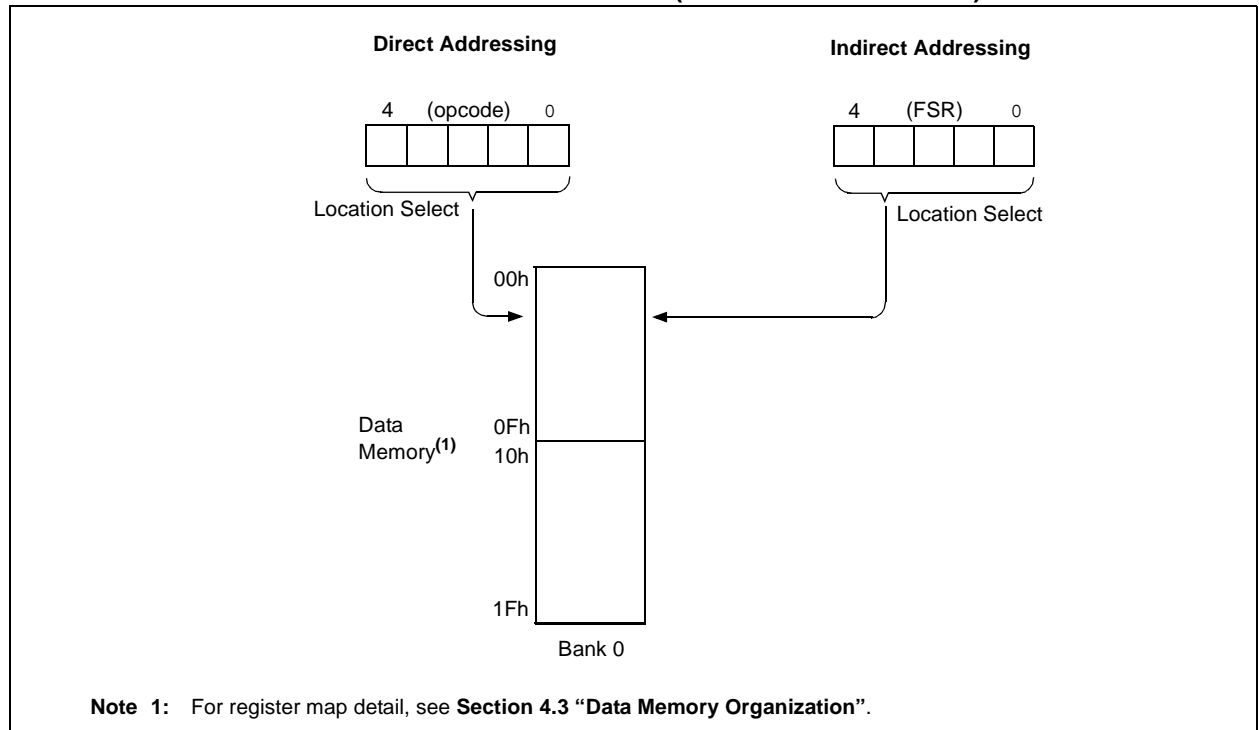 Direct Addressing
Indirect Addressing
4 (opcode) 0
4 (FSR) 0
Location Select
Location Select
00h
Data
Memory(1)
0Fh
10h
1Fh
Bank 0
Note 1: For register map detail, see Section 4.3 “Data Memory Organization”.